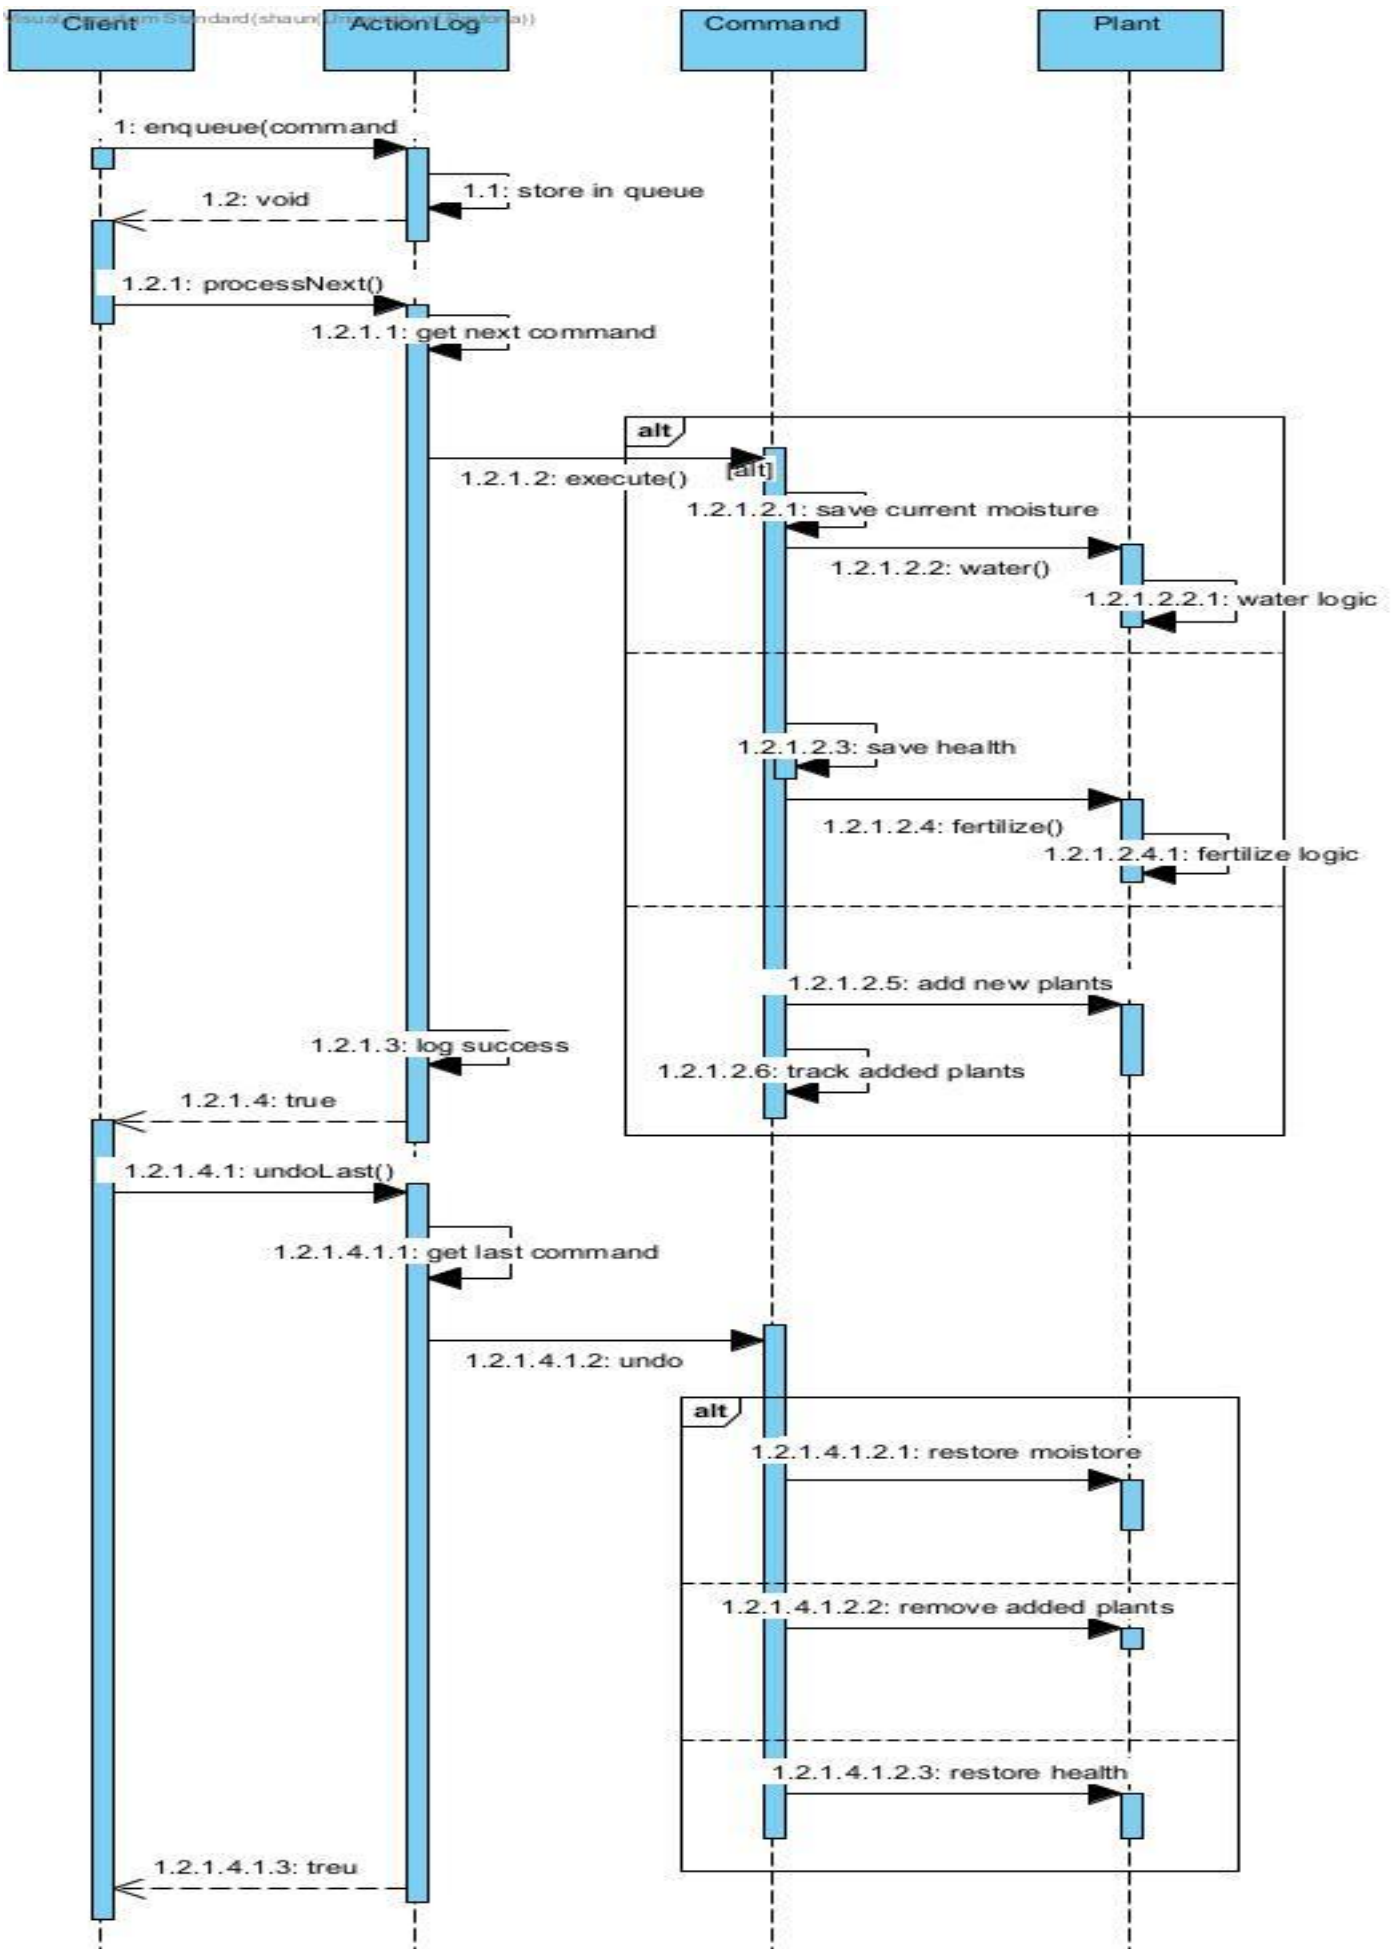 Visual Paradigm Standard(shaun(University of Pretoria))
Client
ActionLog
Command
Plant
1: enqueue(command
1.1: store in queue
1.2: void
1.2.1: processNext()
1.2.1.1: get next command
alt
[alt]
1.2.1.2: execute()
1.2.1.2.1: save current moisture
1.2.1.2.2: water()
1.2.1.2.2.1: water logic
1.2.1.2.3: save health
1.2.1.2.4: fertilize()
1.2.1.2.4.1: fertilize logic
1.2.1.2.5: add new plants
1.2.1.3: log success
1.2.1.2.6: track added plants
1.2.1.4: true
1.2.1.4.1: undoLast()
1.2.1.4.1.1: get last command
1.2.1.4.1.2: undo
alt
1.2.1.4.1.2.1: restore moistore
1.2.1.4.1.2.2: remove added plants
1.2.1.4.1.2.3: restore health
1.2.1.4.1.3: treu